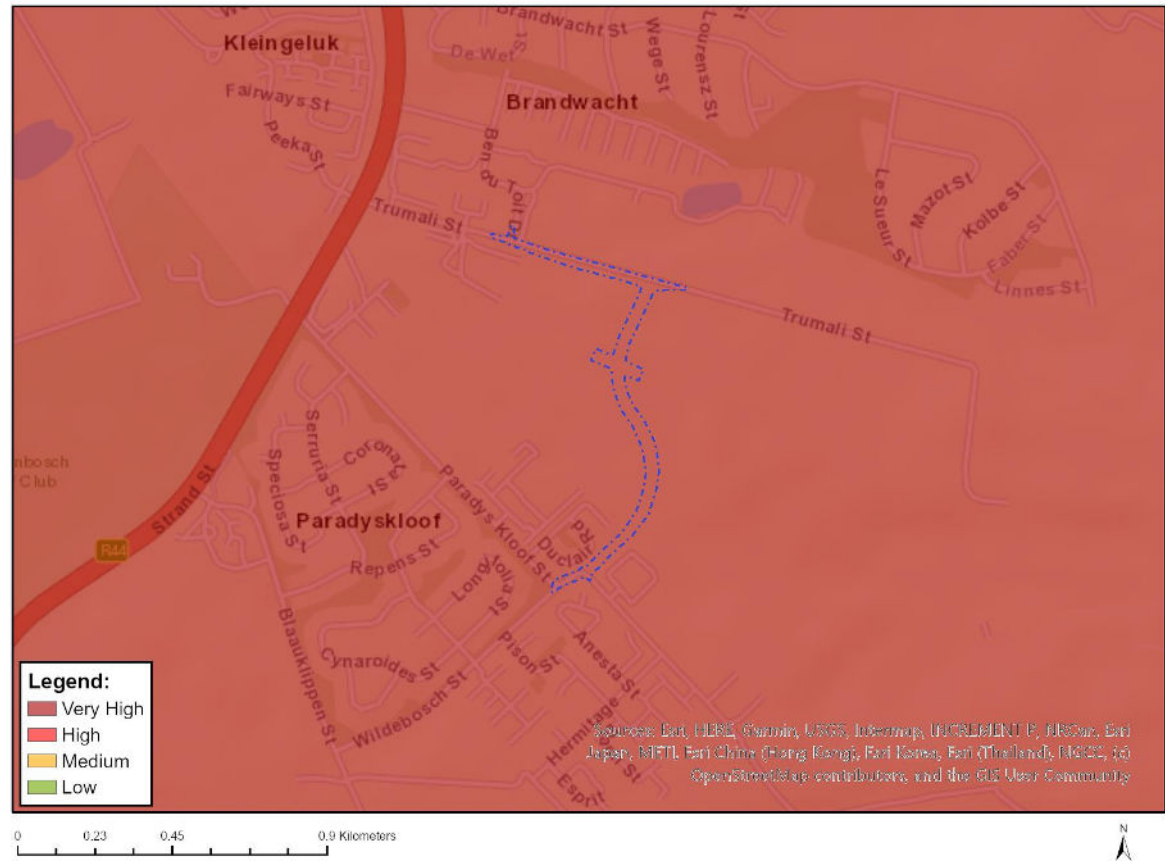 Brandwacht St
Kleingeluk
De Wet St
Wege St
Lourensz St
Fairways St
Brandwacht
Peeka St
Ben du Toit Dr
Trumali St
Le Sueur St
Mazot St
Kolbe St
Faber St
Linnes St
Trumali St
Serruria St
Coronata St
Speciosa St
nbosch
Club
Strand St
Paradys Kloof St
Paradyskloof
Duclair Rd
R44
Repens St
Longifolia St
Blaauklippen St
Cynaroides St
Pison St
Anesta St
Wildebosch St
Hermitage St
Esprit St
Legend:
Very High
High
Medium
Low
Sources: Esri, HERE, Garmin, USGS, Intermap, INCREMENT P, NRCan, Esri
Japan, METI, Esri China (Hong Kong), Esri Korea, Esri (Thailand), NGCC, (c)
OpenStreetMap contributors, and the GIS User Community
0 0.23 0.45 0.9 Kilometers
N